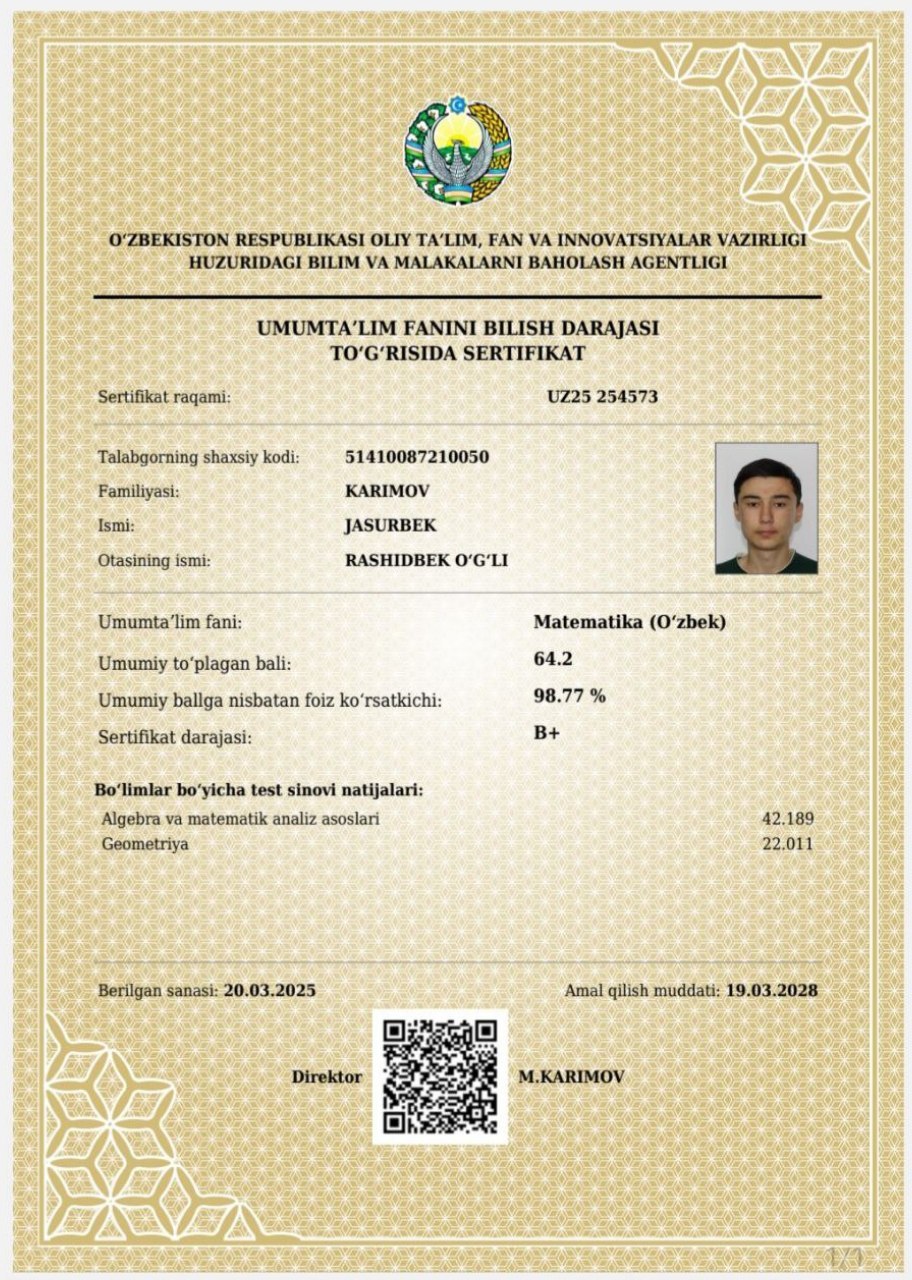 O‘ZBEKISTON RESPUBLIKASI OLIY TA’LIM, FAN VA INNOVATSIYALAR VAZIRLIGI
HUZURIDAGI BILIM VA MALAKALARNI BAHOLASH AGENTLIGI
UMUMTA’LIM FANINI BILISH DARAJASI
TO‘G‘RISIDA SERTIFIKAT
Sertifikat raqami: UZ25 254573
Talabgorning shaxsiy kodi: 51410087210050
Familiyasi: KARIMOV
Ismi: JASURBEK
Otasining ismi: RASHIDBEK O‘G‘LI
Umumta’lim fani: Matematika (O‘zbek)
Umumiy to‘plagan bali: 64.2
Umumiy ballga nisbatan foiz ko‘rsatkichi: 98.77 %
Sertifikat darajasi: B+
Bo‘limlar bo‘yicha test sinovi natijalari:
Algebra va matematik analiz asoslari 42.189
Geometriya 22.011
Berilgan sanasi: 20.03.2025 Amal qilish muddati: 19.03.2028
Direktor M.KARIMOV
1/1